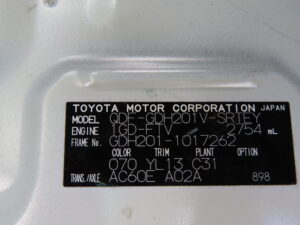 TOYOTA MOTOR CORPORATION JAPAN
MODEL QDF-GDH201V-SRTEY
ENGINE 1GD-FTV 2754 mL
FRAME No. GDH201-1017262
COLOR TRIM PLANT OPTION
070 YL13 C31
TRANS./AXLE AC60E A02A 898